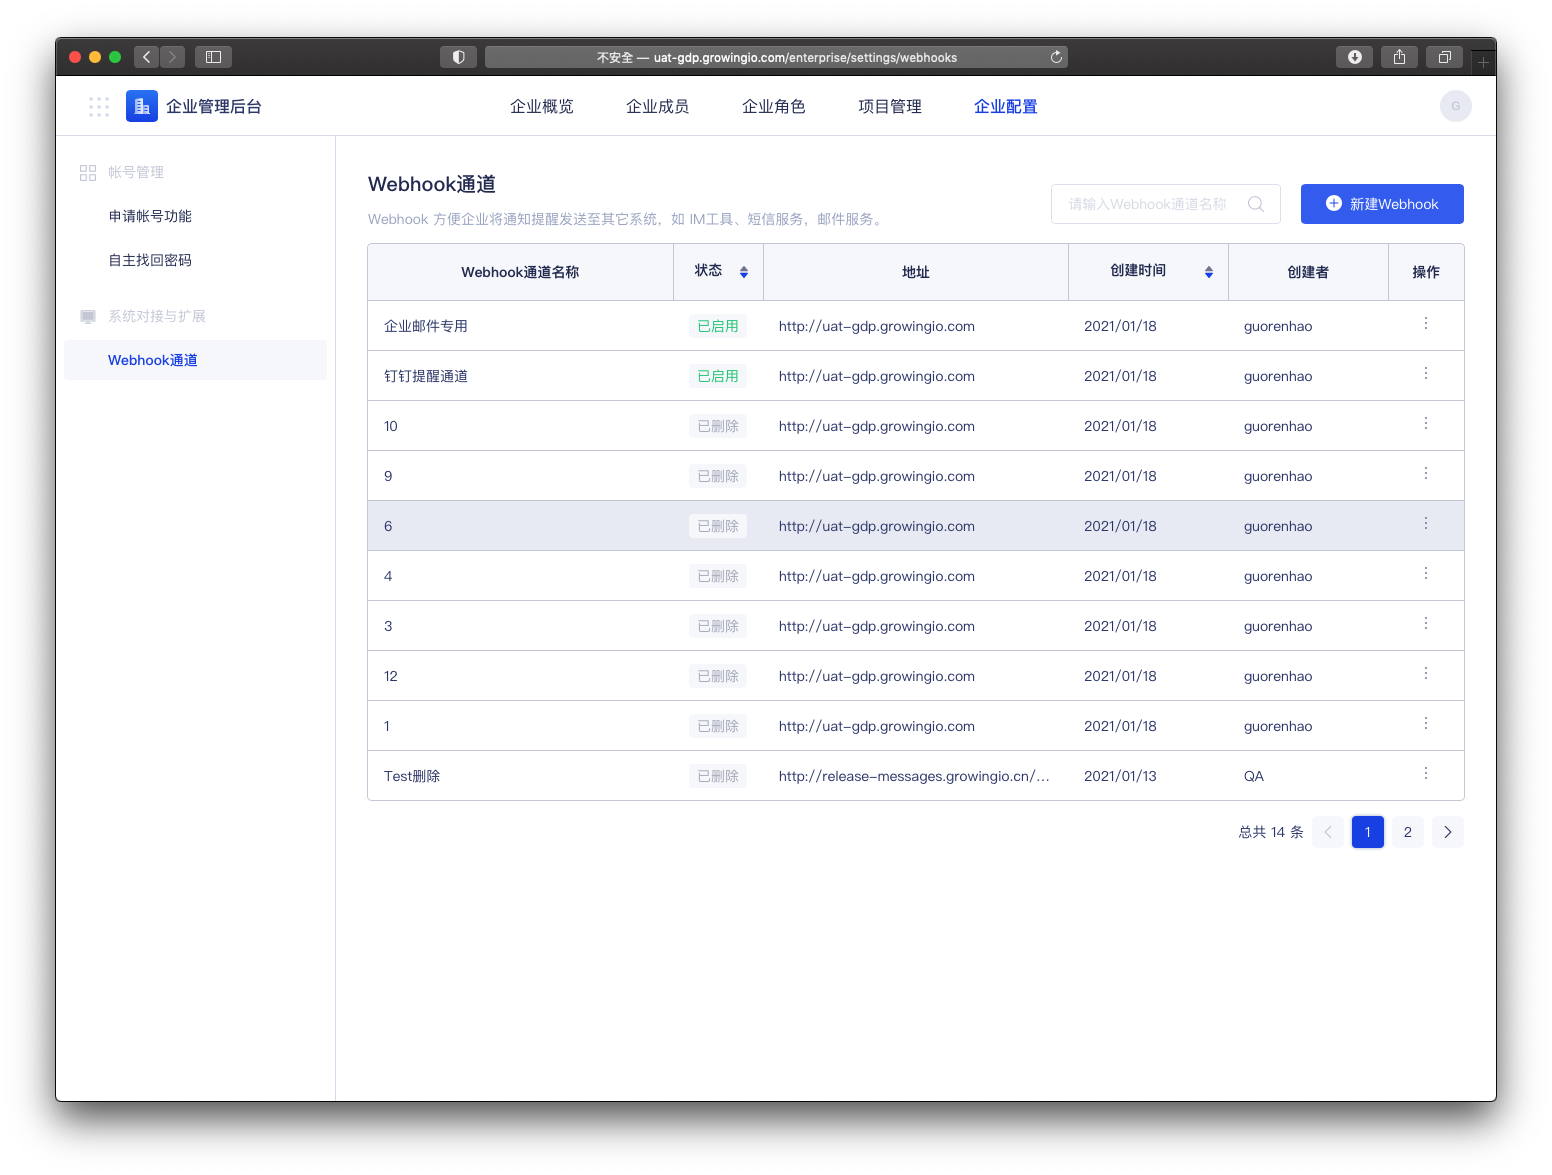 不安全 — uat-gdp.growingio.com/enterprise/settings/webhooks
企业管理后台
企业概览 企业成员 企业角色 项目管理 企业配置
G
帐号管理
申请帐号功能
自主找回密码
系统对接与扩展
Webhook通道
Webhook通道
Webhook 方便企业将通知提醒发送至其它系统，如 IM工具、短信服务，邮件服务。
请输入Webhook通道名称
新建Webhook
Webhook通道名称 状态 地址 创建时间 创建者 操作
企业邮件专用 已启用 http://uat-gdp.growingio.com 2021/01/18 guorenhao
钉钉提醒通道 已启用 http://uat-gdp.growingio.com 2021/01/18 guorenhao
10 已删除 http://uat-gdp.growingio.com 2021/01/18 guorenhao
9 已删除 http://uat-gdp.growingio.com 2021/01/18 guorenhao
6 已删除 http://uat-gdp.growingio.com 2021/01/18 guorenhao
4 已删除 http://uat-gdp.growingio.com 2021/01/18 guorenhao
3 已删除 http://uat-gdp.growingio.com 2021/01/18 guorenhao
12 已删除 http://uat-gdp.growingio.com 2021/01/18 guorenhao
1 已删除 http://uat-gdp.growingio.com 2021/01/18 guorenhao
Test删除 已删除 http://release-messages.growingio.cn/... 2021/01/13 QA
总共 14 条 1 2